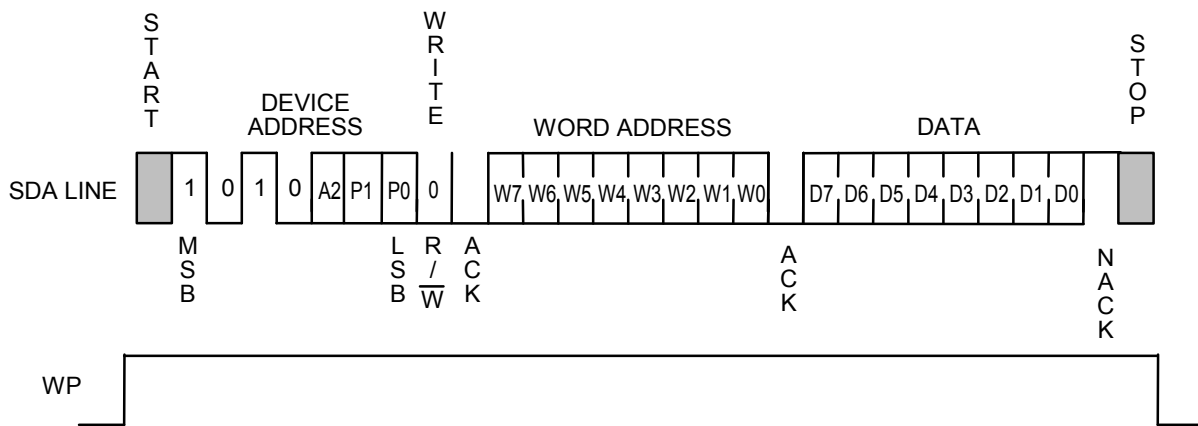 START
WRITE
STOP
DEVICE
ADDRESS
WORD ADDRESS
DATA
SDA LINE
1 0 1 0 A2 P1 P0 0
W7 W6 W5 W4 W3 W2 W1 W0
D7 D6 D5 D4 D3 D2 D1 D0
MSB
LSB
R/W
ACK
ACK
NACK
WP